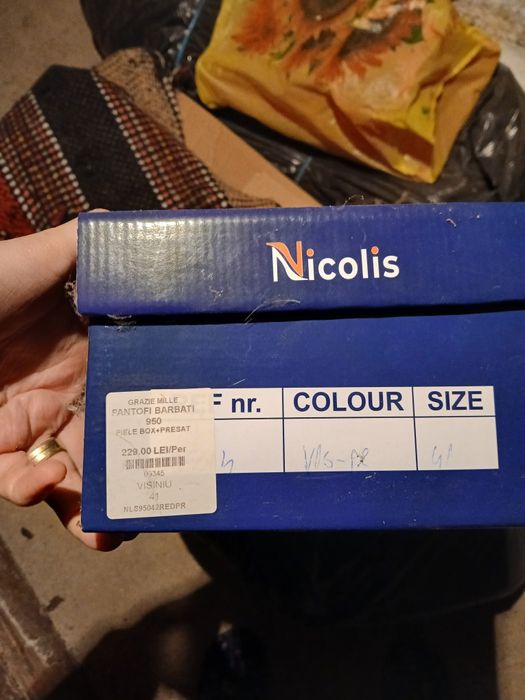 Nicolis
F nr. COLOUR SIZE
GRAZIE MILLE
PANTOFI BARBATI
950
PIELE BOX+PRESAT
229.00 LEI/Per
09345
VISINIU
41
NLS95042REDPR
41